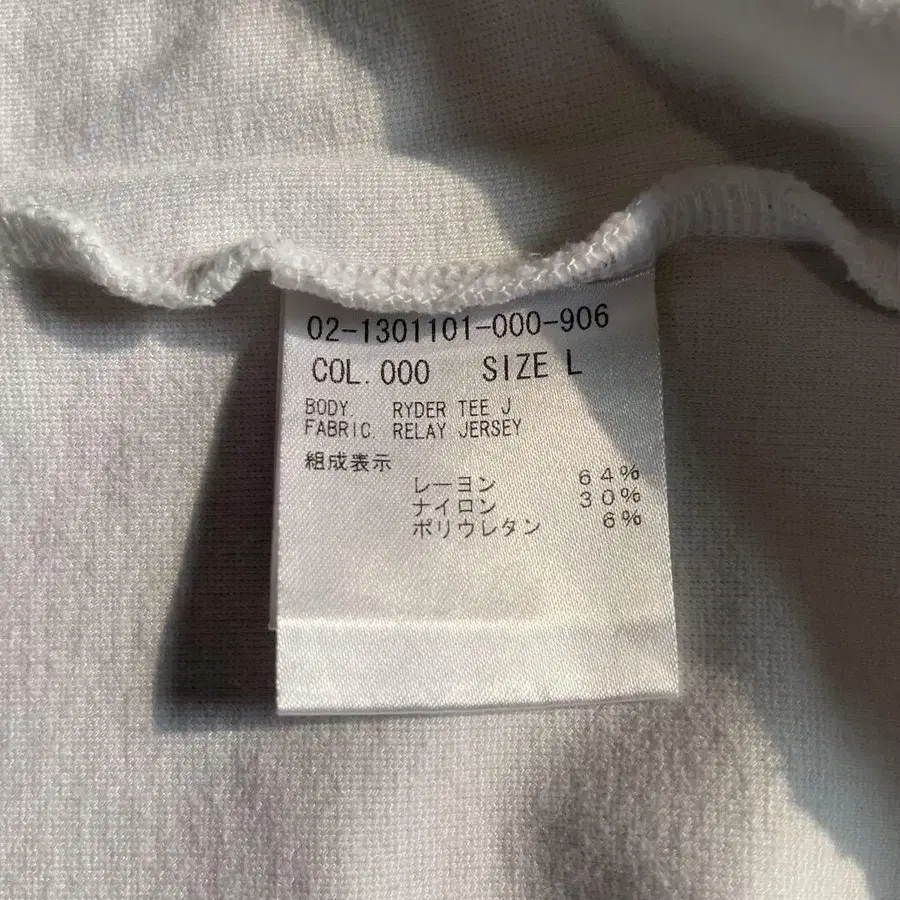 02-1301101-000-906
COL. 000 SIZE L
BODY. RYDER TEE J
FABRIC. RELAY JERSEY
組成表示
レーヨン 64%
ナイロン 30%
ポリウレタン 6%